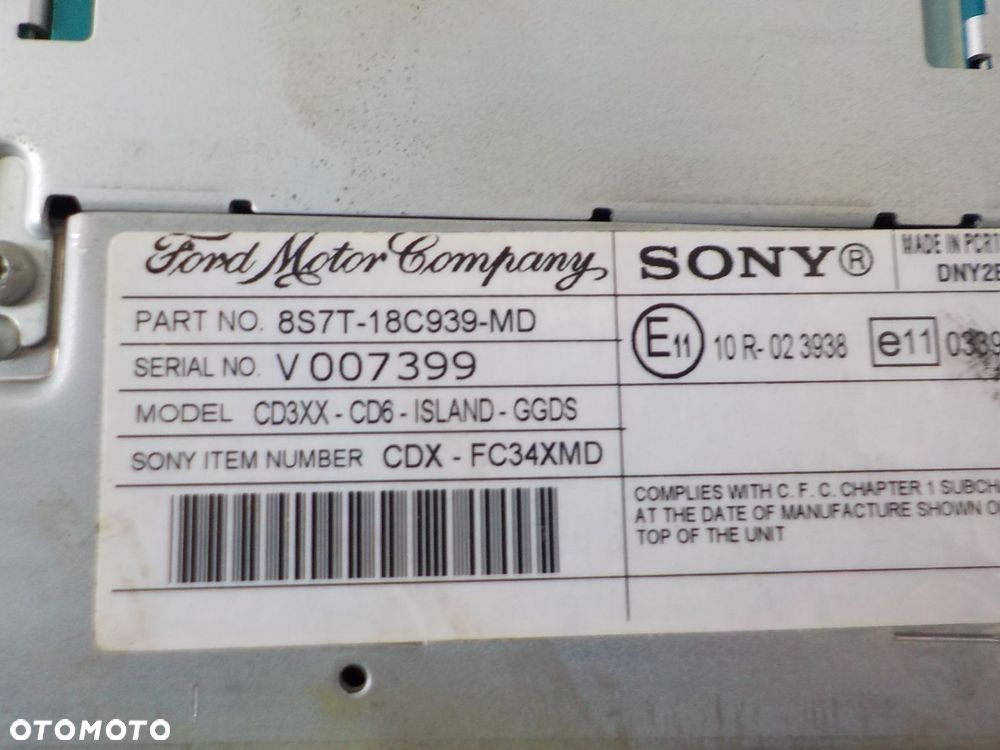 Ford Motor Company
SONY®
MADE IN PORT
DNY2
PART NO. 8S7T-18C939-MD
SERIAL NO. V007399
MODEL CD3XX - CD6 - ISLAND - GGDS
SONY ITEM NUMBER CDX - FC34XMD
E11 10 R- 02 3938 e11 0339
COMPLIES WITH C. F. C. CHAPTER 1 SUBCH
AT THE DATE OF MANUFACTURE SHOWN O
TOP OF THE UNIT
OTOMOTO